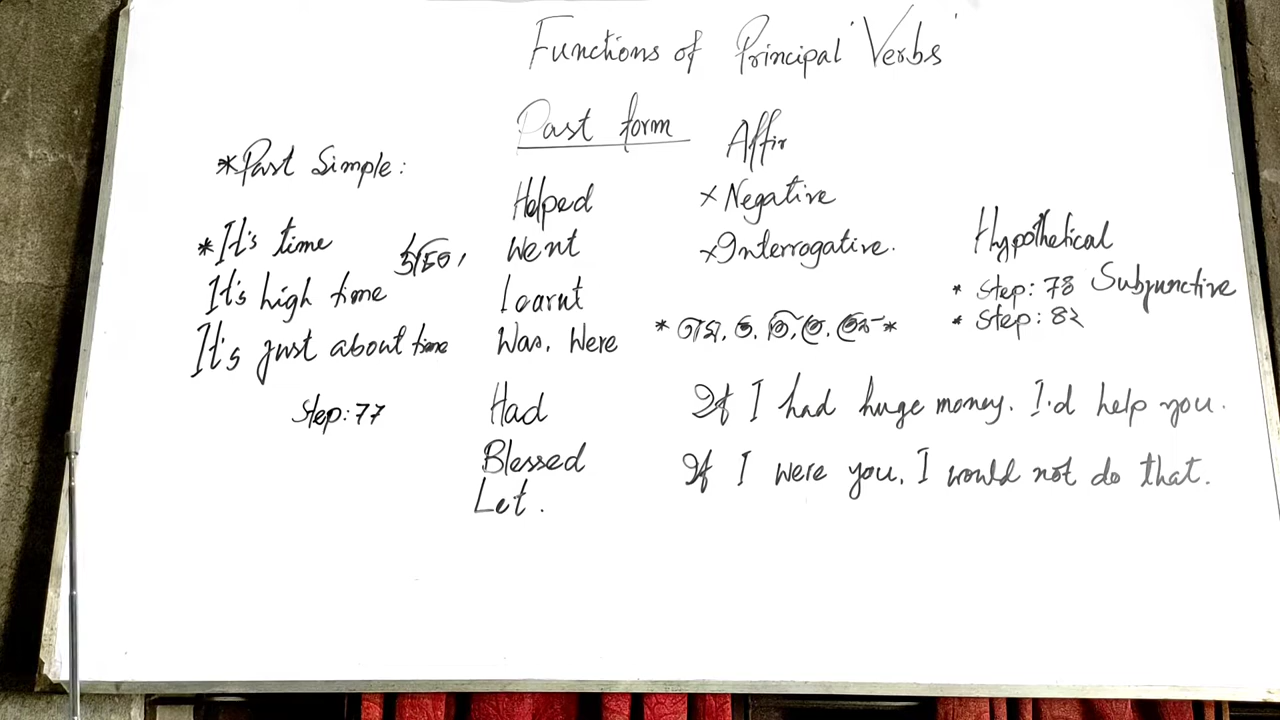 Functions of Principal 'Verbs'
Past form
Affir
*Past Simple:
Helped
× Negative
*It's time
Went
× Interrogative.
Hypothetical
It's high time
Learnt
* Step: 78 Subjunctive
It's just about time
Was, Were
* Step: 82
Step: 77
Had
If I had huge money. I'd help you.
Blessed
If I were you, I would not do that.
Let.